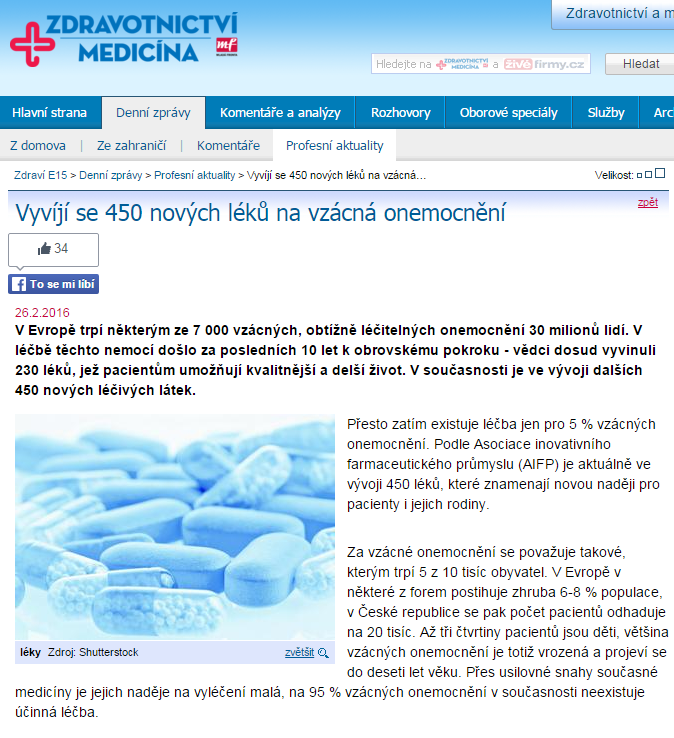 ZDRAVOTNICTVÍ
MEDICÍNA
mf
Zdravotnictví a m
Hledejte na ZDRAVOTNICTVÍ MEDICÍNA a živéfirmy.cz
Hledat
Hlavní strana Denní zprávy Komentáře a analýzy Rozhovory Oborové speciály Služby Arc
Z domova | Ze zahraničí | Komentáře Profesní aktuality
Zdraví E15 > Denní zprávy > Profesní aktuality > Vyvíjí se 450 nových léků na vzácná... Velikost:
Vyvíjí se 450 nových léků na vzácná onemocnění
zpět
34
To se mi líbí
26.2.2016
V Evropě trpí některým ze 7 000 vzácných, obtížně léčitelných onemocnění 30 milionů lidí. V
léčbě těchto nemocí došlo za posledních 10 let k obrovskému pokroku - vědci dosud vyvinuli
230 léků, jež pacientům umožňují kvalitnější a delší život. V současnosti je ve vývoji dalších
450 nových léčivých látek.
Přesto zatím existuje léčba jen pro 5 % vzácných
onemocnění. Podle Asociace inovativního
farmaceutického průmyslu (AIFP) je aktuálně ve
vývoji 450 léků, které znamenají novou naději pro
pacienty i jejich rodiny.
Za vzácné onemocnění se považuje takové,
kterým trpí 5 z 10 tisíc obyvatel. V Evropě v
některé z forem postihuje zhruba 6-8 % populace,
v České republice se pak počet pacientů odhaduje
na 20 tisíc. Až tři čtvrtiny pacientů jsou děti, většina
vzácných onemocnění je totiž vrozená a projeví se
do deseti let věku. Přes usilovné snahy současné
léky Zdroj: Shutterstock zvětšit
medicíny je jejich naděje na vyléčení malá, na 95 % vzácných onemocnění v současnosti neexistuje
účinná léčba.